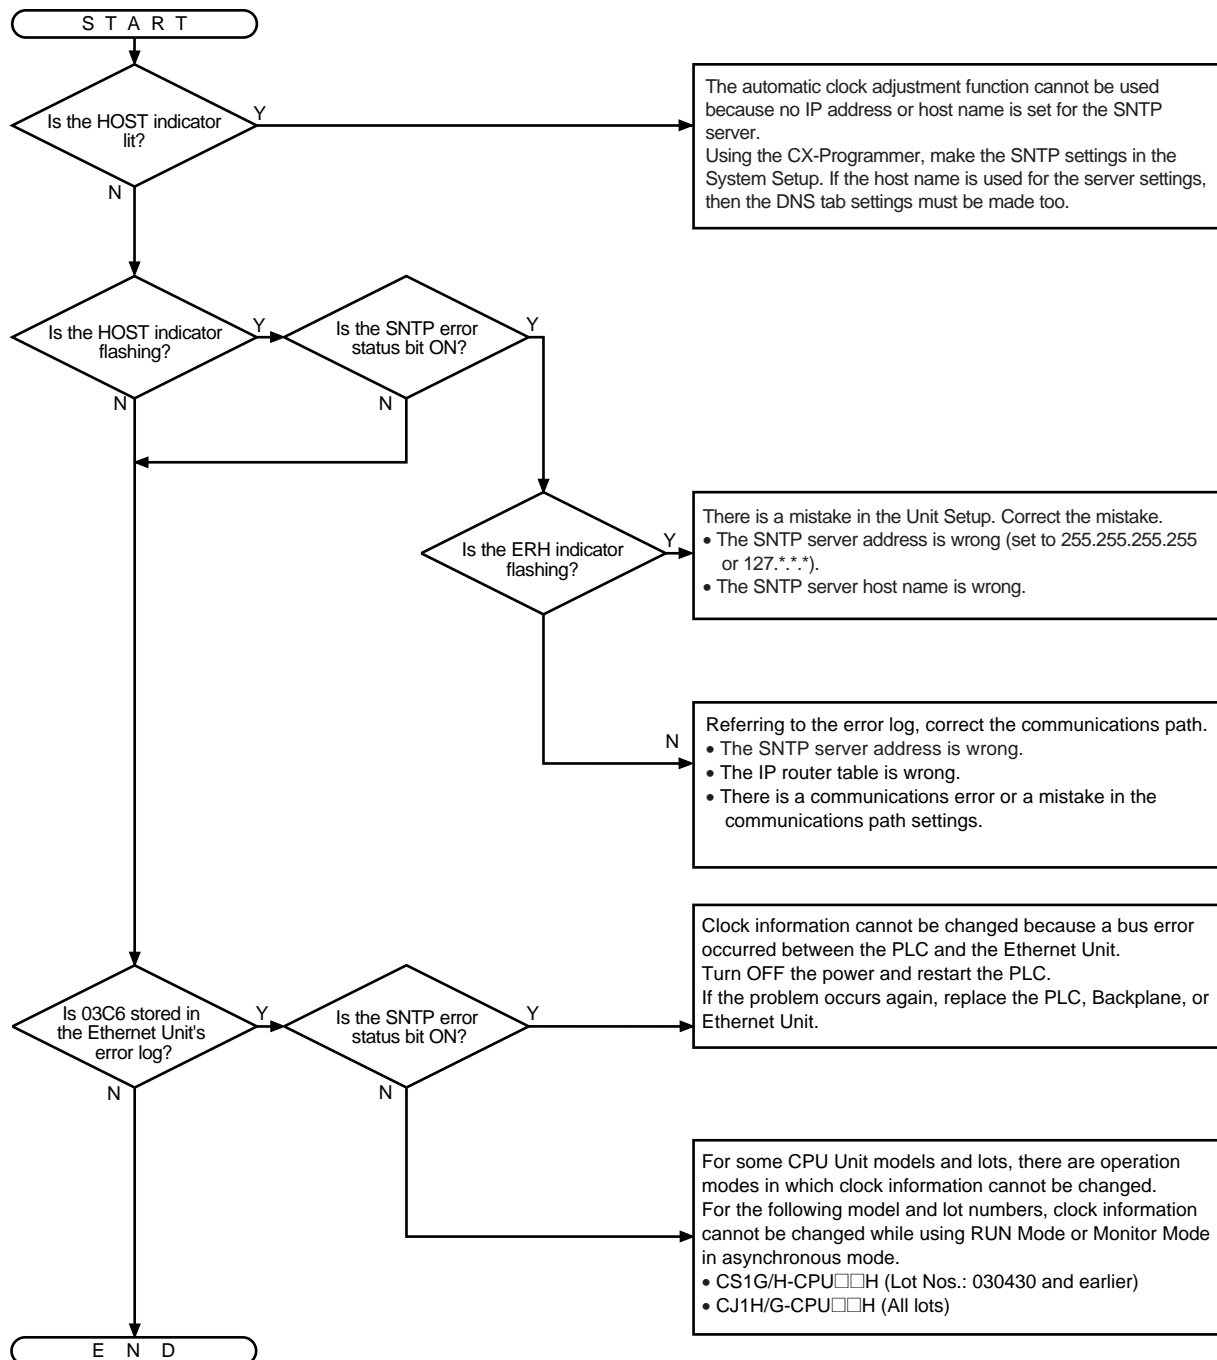 S T A R T
Is the HOST indicator
lit?
Y
N
The automatic clock adjustment function cannot be used
because no IP address or host name is set for the SNTP
server.
Using the CX-Programmer, make the SNTP settings in the
System Setup. If the host name is used for the server settings,
then the DNS tab settings must be made too.
Is the HOST indicator
flashing?
Y
N
Is the SNTP error
status bit ON?
Y
N
Is the ERH indicator
flashing?
Y
There is a mistake in the Unit Setup. Correct the mistake.
• The SNTP server address is wrong (set to 255.255.255.255
or 127.*.*.*).
• The SNTP server host name is wrong.
N
Referring to the error log, correct the communications path.
• The SNTP server address is wrong.
• The IP router table is wrong.
• There is a communications error or a mistake in the
communications path settings.
Is 03C6 stored in
the Ethernet Unit's
error log?
Y
N
Is the SNTP error
status bit ON?
Y
N
Clock information cannot be changed because a bus error
occurred between the PLC and the Ethernet Unit.
Turn OFF the power and restart the PLC.
If the problem occurs again, replace the PLC, Backplane, or
Ethernet Unit.
For some CPU Unit models and lots, there are operation
modes in which clock information cannot be changed.
For the following model and lot numbers, clock information
cannot be changed while using RUN Mode or Monitor Mode
in asynchronous mode.
• CS1G/H-CPU□□H (Lot Nos.: 030430 and earlier)
• CJ1H/G-CPU□□H (All lots)
E N D